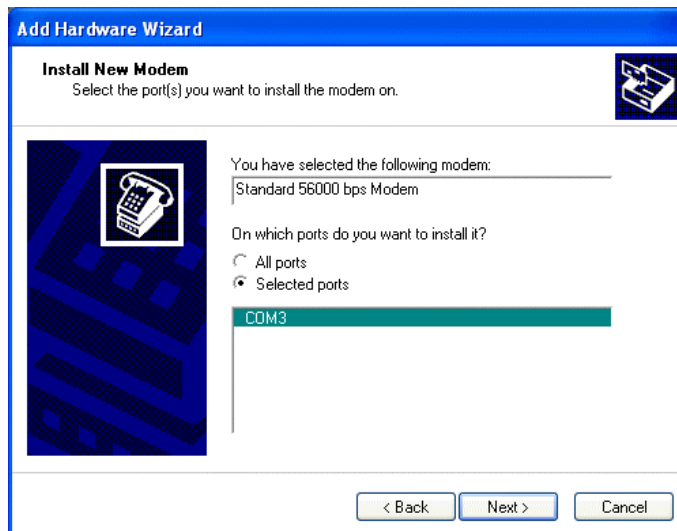 Add Hardware Wizard
Install New Modem
Select the port(s) you want to install the modem on.
You have selected the following modem:
Standard 56000 bps Modem
On which ports do you want to install it?
All ports
Selected ports
COM3
< Back
Next >
Cancel